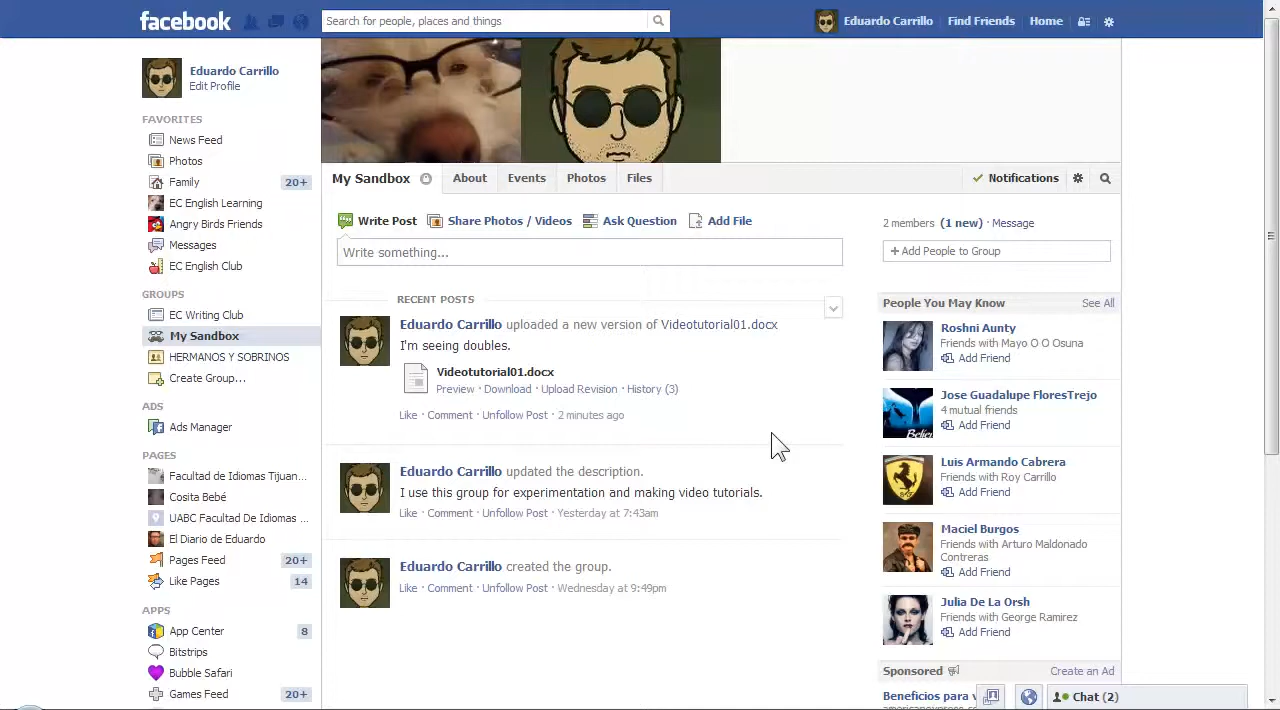 facebook
Search for people, places and things
Eduardo Carrillo
Find Friends
Home
Eduardo Carrillo
Edit Profile
FAVORITES
News Feed
Photos
Family 20+
EC English Learning
Angry Birds Friends
Messages
EC English Club
GROUPS
EC Writing Club
My Sandbox
HERMANOS Y SOBRINOS
Create Group...
ADS
Ads Manager
PAGES
Facultad de Idiomas Tijuan...
Cosita Bebé
UABC Facultad De Idiomas ...
El Diario de Eduardo
Pages Feed 20+
Like Pages 14
APPS
App Center 8
Bitstrips
Bubble Safari
Games Feed 20+
My Sandbox
About
Events
Photos
Files
Notifications
Write Post
Share Photos / Videos
Ask Question
Add File
Write something...
RECENT POSTS
Eduardo Carrillo uploaded a new version of Videotutorial01.docx
I'm seeing doubles.
Videotutorial01.docx
Preview · Download · Upload Revision · History (3)
Like · Comment · Unfollow Post · 2 minutes ago
Eduardo Carrillo updated the description.
I use this group for experimentation and making video tutorials.
Like · Comment · Unfollow Post · Yesterday at 7:43am
Eduardo Carrillo created the group.
Like · Comment · Unfollow Post · Wednesday at 9:49pm
2 members (1 new) · Message
+ Add People to Group
People You May Know See All
Roshni Aunty
Friends with Mayo O O Osuna
Add Friend
Jose Guadalupe FloresTrejo
4 mutual friends
Add Friend
Luis Armando Cabrera
Friends with Roy Carrillo
Add Friend
Maciel Burgos
Friends with Arturo Maldonado
Contreras
Add Friend
Julia De La Orsh
Friends with George Ramirez
Add Friend
Sponsored Create an Ad
Beneficios para v
Chat (2)